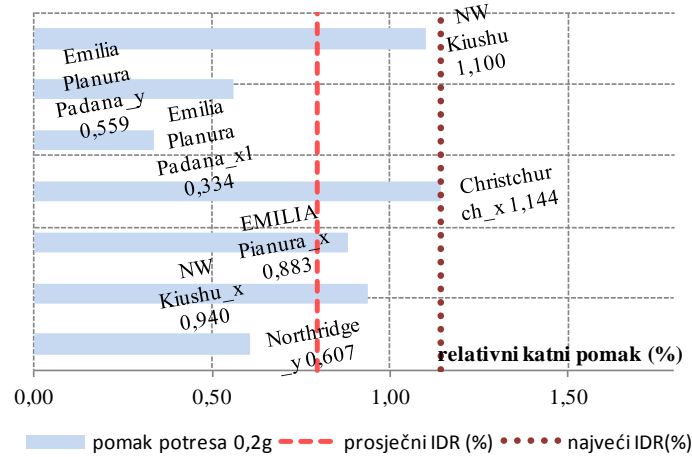 NW
Kiushu
1,100
Emilia
Planura
Padana_y
0,559
Emilia
Planura
Padana_x1
0,334
Christchur
ch_x 1,144
EMILIA
Pianura_x
0,883
NW
Kiushu_x
0,940
Northridge
_y 0,607
relativni katni pomak (%)
0,00 0,50 1,00 1,50
pomak potresa 0,2g prosječni IDR (%) najveći IDR(%)